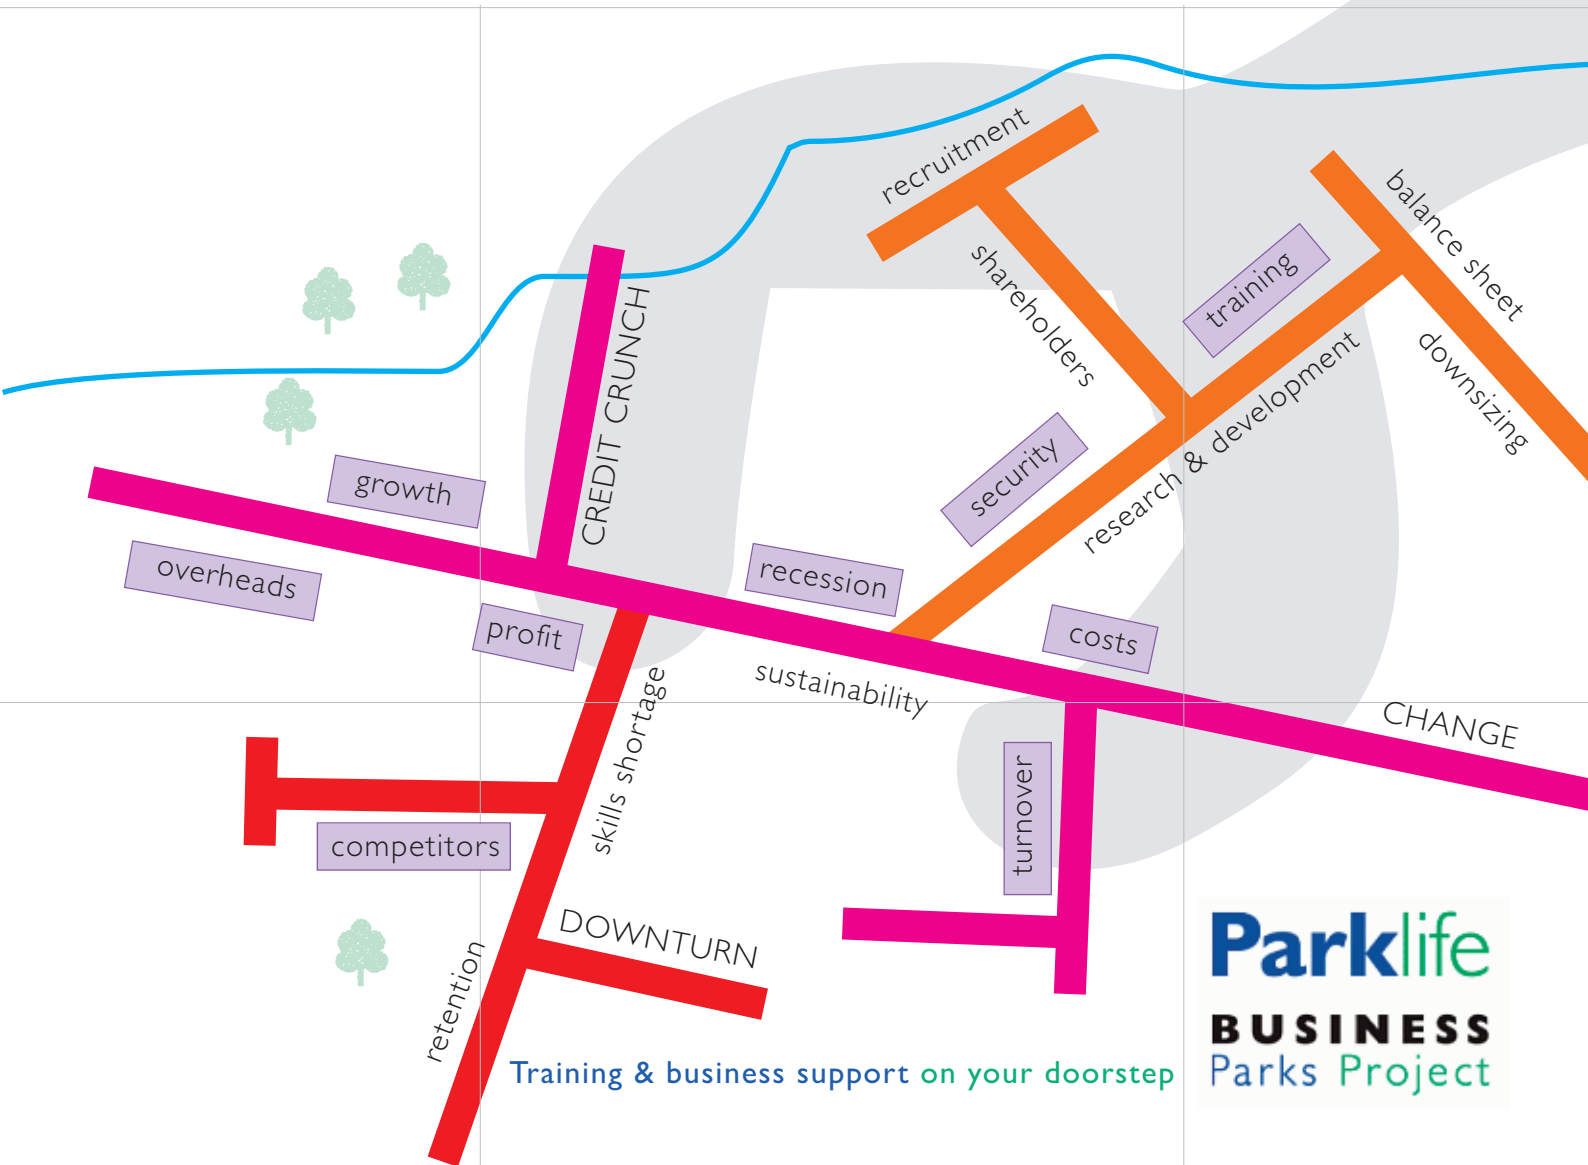 recruitment
balance sheet
shareholders
training
downsizing
CREDIT CRUNCH
research & development
security
growth
overheads
recession
profit
costs
sustainability
skills shortage
CHANGE
turnover
competitors
DOWNTURN
retention
Training & business support on your doorstep
Parklife
BUSINESS
Parks Project